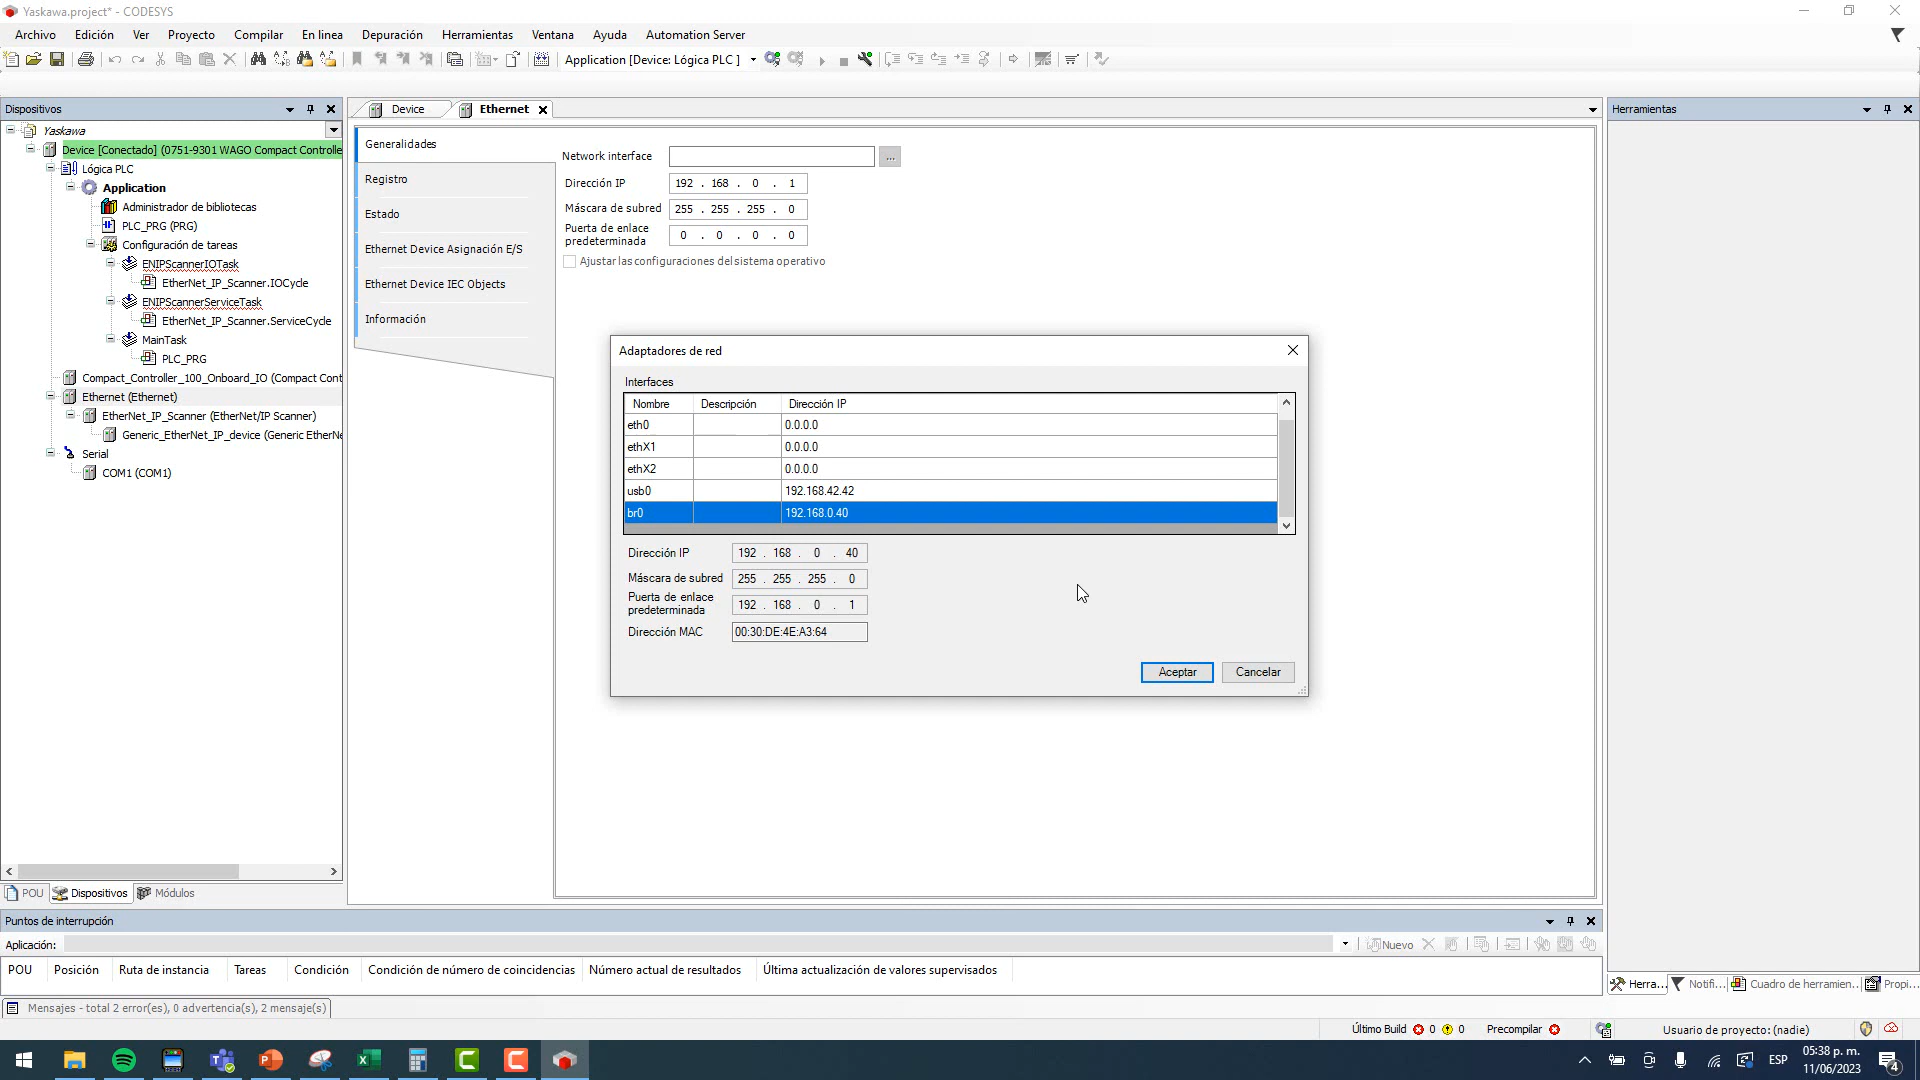 Yaskawa.project* - CODESYS
Archivo Edición Ver Proyecto Compilar En linea Depuración Herramientas Ventana Ayuda Automation Server
Application [Device: Lógica PLC ]
Dispositivos
Yaskawa
Device [Conectado] (0751-9301 WAGO Compact Controlle
Lógica PLC
Application
Administrador de bibliotecas
PLC_PRG (PRG)
Configuración de tareas
ENIPScannerIOTask
EtherNet_IP_Scanner.IOCycle
ENIPScannerServiceTask
EtherNet_IP_Scanner.ServiceCycle
MainTask
PLC_PRG
Compact_Controller_100_Onboard_IO (Compact Cont
Ethernet (Ethernet)
EtherNet_IP_Scanner (EtherNet/IP Scanner)
Generic_EtherNet_IP_device (Generic EtherNe
Serial
COM1 (COM1)
POU Dispositivos Módulos
Device Ethernet
Generalidades
Registro
Estado
Ethernet Device Asignación E/S
Ethernet Device IEC Objects
Información
Network interface ...
Dirección IP 192 . 168 . 0 . 1
Máscara de subred 255 . 255 . 255 . 0
Puerta de enlace predeterminada 0 . 0 . 0 . 0
Ajustar las configuraciones del sistema operativo
Adaptadores de red
Interfaces
Nombre Descripción Dirección IP
eth0 0.0.0.0
ethX1 0.0.0.0
ethX2 0.0.0.0
usb0 192.168.42.42
br0 192.168.0.40
Dirección IP 192 . 168 . 0 . 40
Máscara de subred 255 . 255 . 255 . 0
Puerta de enlace predeterminada 192 . 168 . 0 . 1
Dirección MAC 00:30:DE:4E:A3:64
Aceptar Cancelar
Herramientas
Herra... Notifi... Cuadro de herramien... Propi...
Puntos de interrupción
Aplicación: Nuevo
POU Posición Ruta de instancia Tareas Condición Condición de número de coincidencias Número actual de resultados Última actualización de valores supervisados
Mensajes - total 2 error(es), 0 advertencia(s), 2 mensaje(s)
Último Build 0 0 Precompilar Usuario de proyecto: (nadie)
ESP 05:38 p. m.
11/06/2023
4